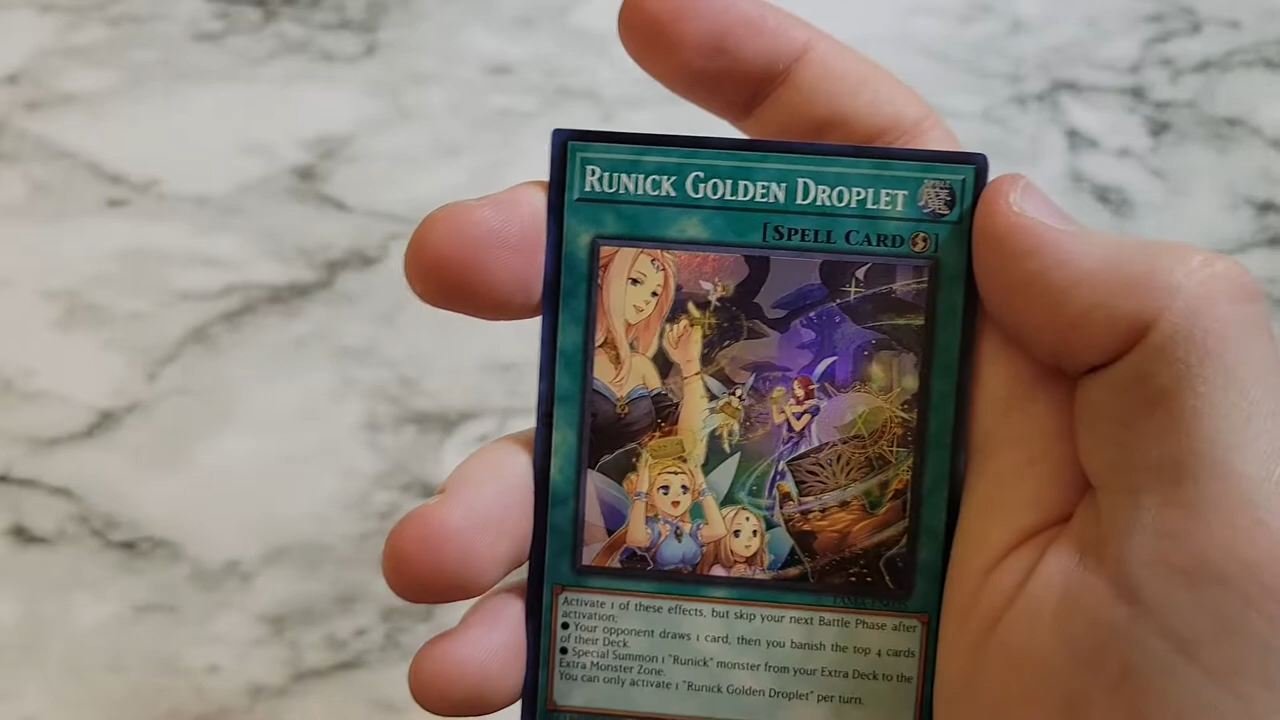 RUNICK GOLDEN DROPLET
[SPELL CARD]
Activate 1 of these effects, but skip your next Battle Phase after
activation;
● Your opponent draws 1 card, then you banish the top 4 cards
of their Deck.
● Special Summon 1 "Runick" monster from your Extra Deck to the
Extra Monster Zone.
You can only activate 1 "Runick Golden Droplet" per turn.